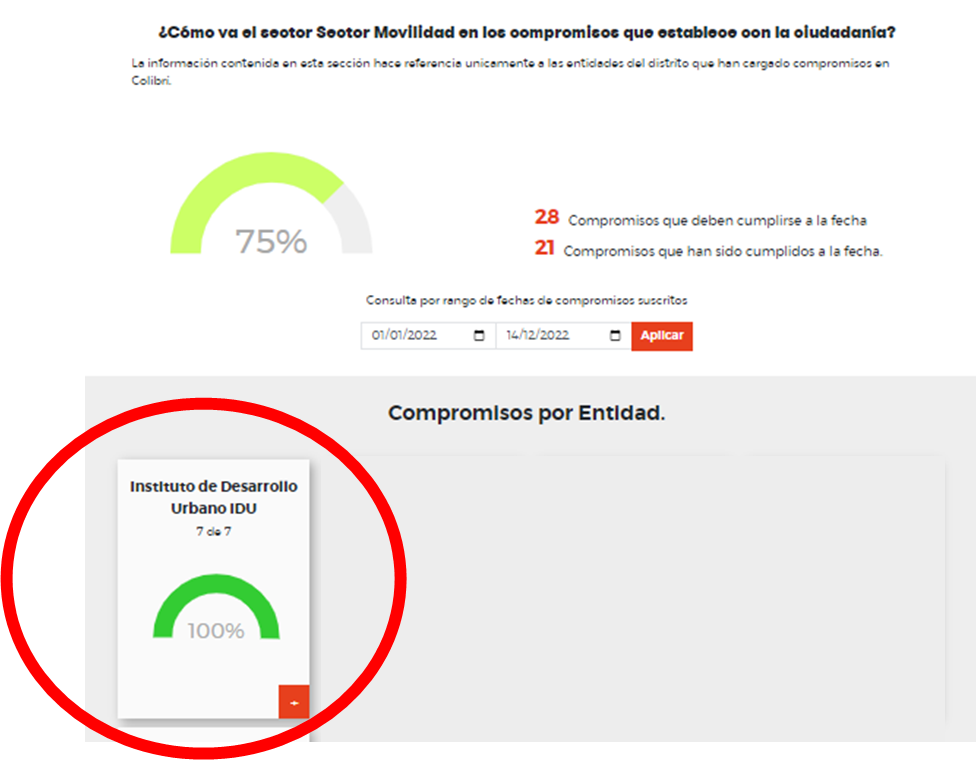 ¿Cómo va el sector Sector Movilidad en los compromisos que establece con la ciudadanía?
La información contenida en esta sección hace referencia unicamente a las entidades del distrito que han cargado compromisos en
Colibrí.
75%
28 Compromisos que deben cumplirse a la fecha
21 Compromisos que han sido cumplidos a la fecha.
Consulta por rango de fechas de compromisos suscritos
01/01/2022 14/12/2022 Aplicar
Compromisos por Entidad.
Instituto de Desarrollo
Urbano IDU
7 de 7
100%